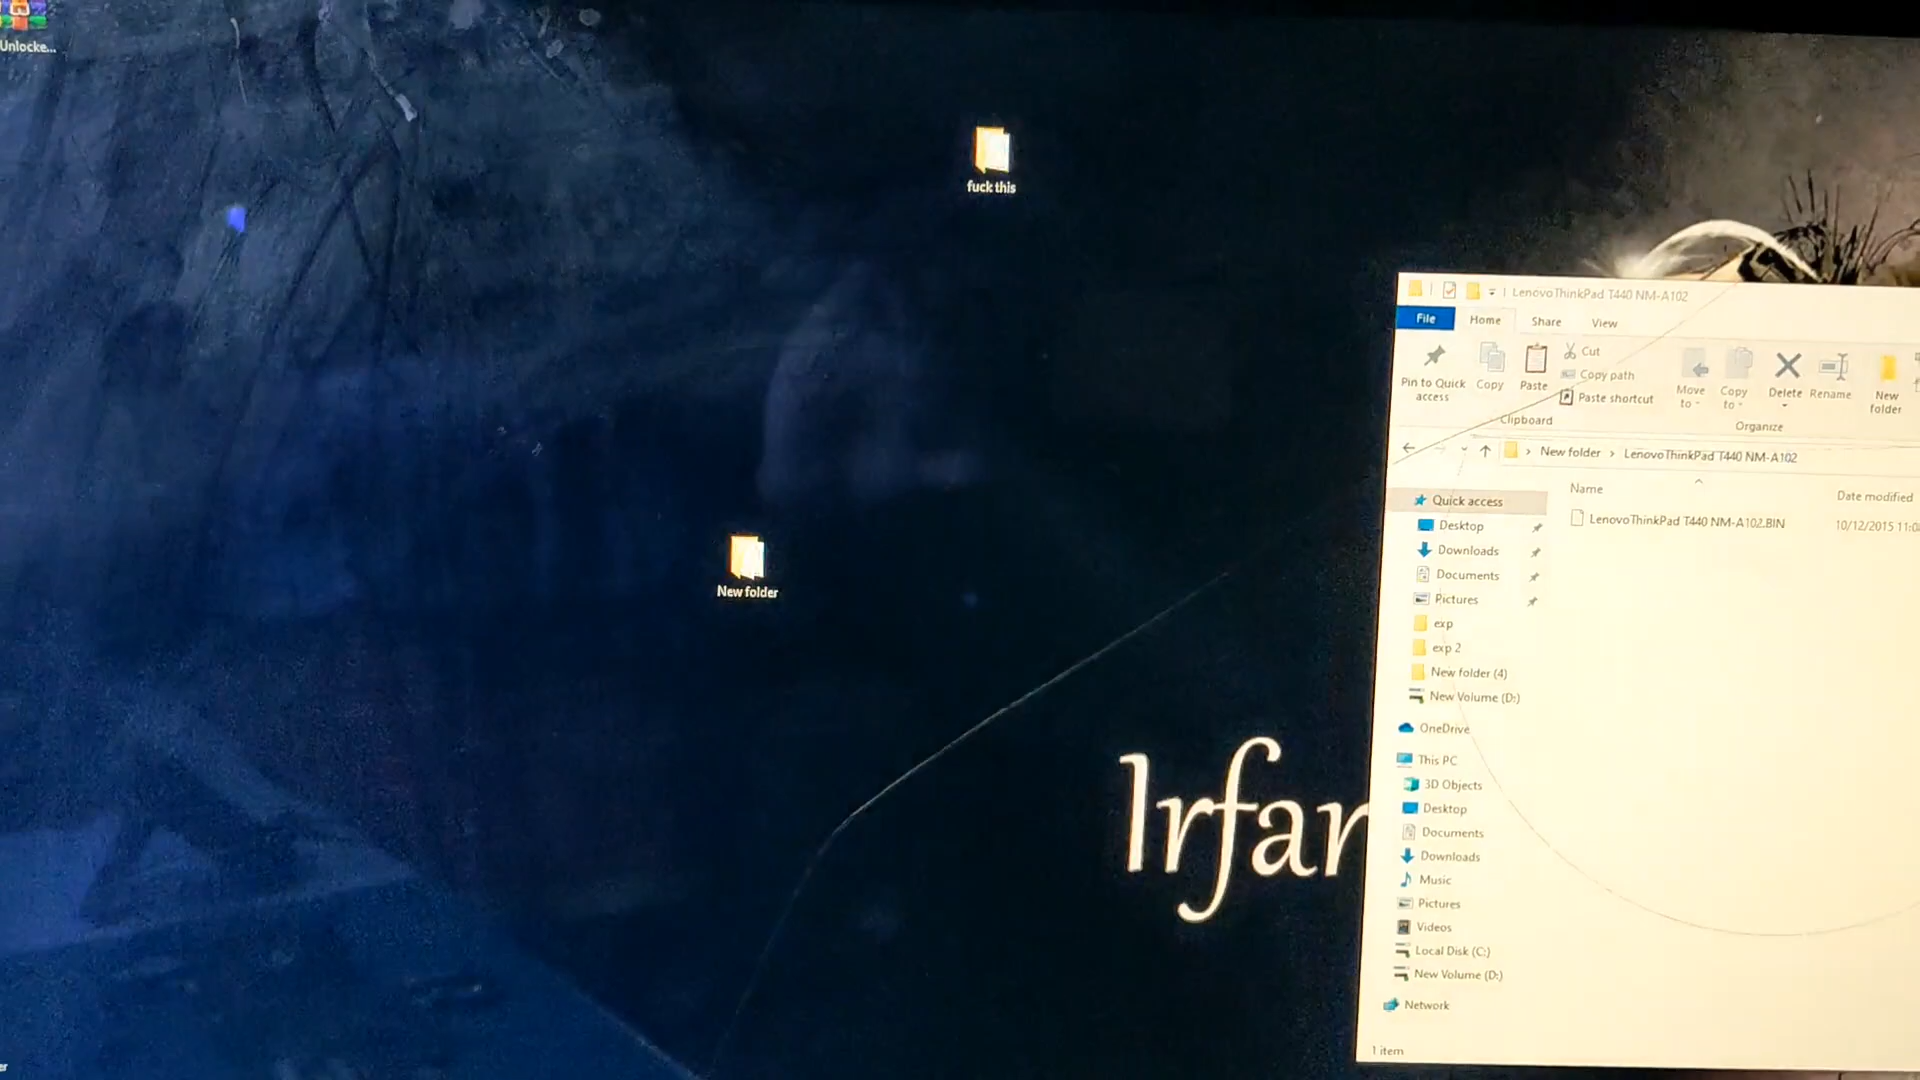 Unlocke...
fuck this
New folder
Irfan
LenovoThinkPad T440 NM-A102
File Home Share View
Pin to Quick access
Copy
Paste
Cut
Copy path
Paste shortcut
Move to
Copy to
Delete
Rename
New folder
Clipboard
Organize
New folder › LenovoThinkPad T440 NM-A102
Name
Date modified
LenovoThinkPad T440 NM-A102.BIN
10/12/2015 11:0
Quick access
Desktop
Downloads
Documents
Pictures
exp
exp 2
New folder (4)
New Volume (D:)
OneDrive
This PC
3D Objects
Desktop
Documents
Downloads
Music
Pictures
Videos
Local Disk (C:)
New Volume (D:)
Network
1 item